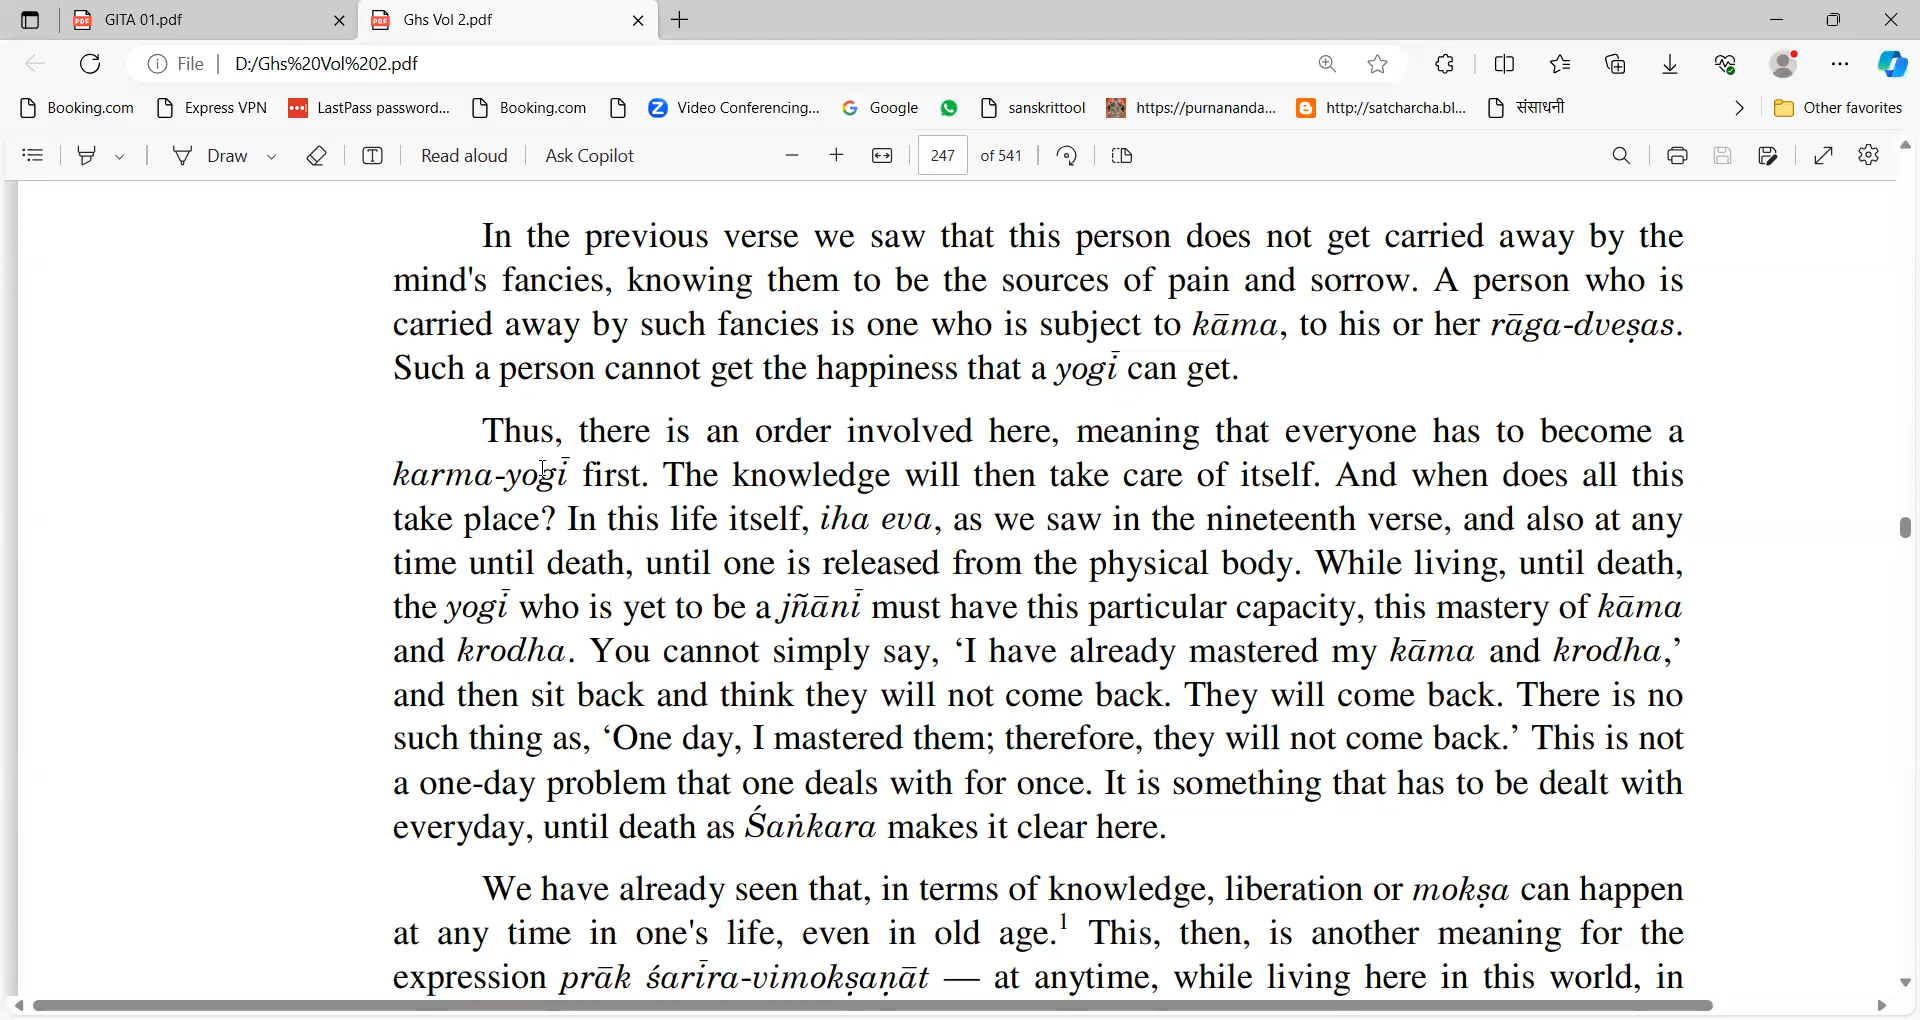 GITA 01.pdf
Ghs Vol 2.pdf
File | D:/Ghs%20Vol%202.pdf
Booking.com Express VPN LastPass password... Booking.com Video Conferencing... Google sanskrittool https://purnananda... http://satcharcha.bl... संसाधनी Other favorites
Draw Read aloud Ask Copilot 247 of 541
In the previous verse we saw that this person does not get carried away by the
mind's fancies, knowing them to be the sources of pain and sorrow. A person who is
carried away by such fancies is one who is subject to kāma, to his or her rāga-dveṣas.
Such a person cannot get the happiness that a yogī can get.
Thus, there is an order involved here, meaning that everyone has to become a
karma-yogī first. The knowledge will then take care of itself. And when does all this
take place? In this life itself, iha eva, as we saw in the nineteenth verse, and also at any
time until death, until one is released from the physical body. While living, until death,
the yogī who is yet to be a jñānī must have this particular capacity, this mastery of kāma
and krodha. You cannot simply say, ‘I have already mastered my kāma and krodha,’
and then sit back and think they will not come back. They will come back. There is no
such thing as, ‘One day, I mastered them; therefore, they will not come back.’ This is not
a one-day problem that one deals with for once. It is something that has to be dealt with
everyday, until death as Śaṅkara makes it clear here.
We have already seen that, in terms of knowledge, liberation or mokṣa can happen
at any time in one's life, even in old age.1 This, then, is another meaning for the
expression prāk śarīra-vimokṣaṇāt — at anytime, while living here in this world, in